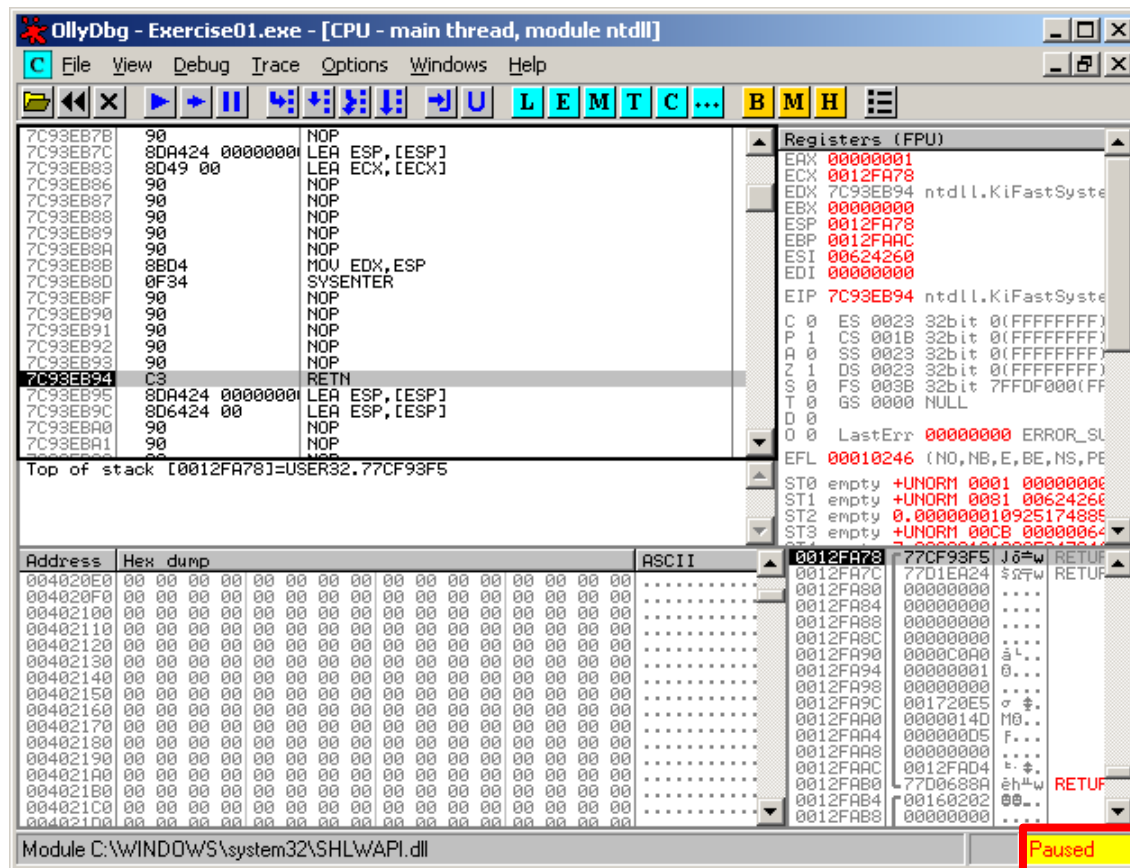 OllyDbg - Exercise01.exe - [CPU - main thread, module ntdll]
C File View Debug Trace Options Windows Help
L E M T C ... B M H
7C93EB7B 90 NOP
7C93EB7C 8DA424 0000000 LEA ESP,[ESP]
7C93EB83 8D49 00 LEA ECX,[ECX]
7C93EB86 90 NOP
7C93EB87 90 NOP
7C93EB88 90 NOP
7C93EB89 90 NOP
7C93EB8A 90 NOP
7C93EB8B 8BD4 MOV EDX,ESP
7C93EB8D 0F34 SYSENTER
7C93EB8F 90 NOP
7C93EB90 90 NOP
7C93EB91 90 NOP
7C93EB92 90 NOP
7C93EB93 90 NOP
7C93EB94 C3 RETN
7C93EB95 8DA424 0000000 LEA ESP,[ESP]
7C93EB9C 8D6424 00 LEA ESP,[ESP]
7C93EBA0 90 NOP
7C93EBA1 90 NOP
Top of stack [0012FA78]=USER32.77CF93F5
Registers (FPU)
EAX 00000001
ECX 0012FA78
EDX 7C93EB94 ntdll.KiFastSyste
EBX 00000000
ESP 0012FA78
EBP 0012FAAC
ESI 00624260
EDI 00000000
EIP 7C93EB94 ntdll.KiFastSyste
C 0 ES 0023 32bit 0(FFFFFFFF)
P 1 CS 001B 32bit 0(FFFFFFFF)
A 0 SS 0023 32bit 0(FFFFFFFF)
Z 1 DS 0023 32bit 0(FFFFFFFF)
S 0 FS 003B 32bit 7FFDF000(FF
T 0 GS 0000 NULL
D 0
O 0 LastErr 00000000 ERROR_SU
EFL 00010246 (NO,NB,E,BE,NS,PE
ST0 empty +UNORM 0001 00000000
ST1 empty +UNORM 0081 00624260
ST2 empty 0.000000010925174885
ST3 empty +UNORM 00CB 00000064
Address Hex dump ASCII
004020E0 00 00 00 00 00 00 00 00 00 00 00 00 00 00 00 00 ................
004020F0 00 00 00 00 00 00 00 00 00 00 00 00 00 00 00 00 ................
00402100 00 00 00 00 00 00 00 00 00 00 00 00 00 00 00 00 ................
00402110 00 00 00 00 00 00 00 00 00 00 00 00 00 00 00 00 ................
00402120 00 00 00 00 00 00 00 00 00 00 00 00 00 00 00 00 ................
00402130 00 00 00 00 00 00 00 00 00 00 00 00 00 00 00 00 ................
00402140 00 00 00 00 00 00 00 00 00 00 00 00 00 00 00 00 ................
00402150 00 00 00 00 00 00 00 00 00 00 00 00 00 00 00 00 ................
00402160 00 00 00 00 00 00 00 00 00 00 00 00 00 00 00 00 ................
00402170 00 00 00 00 00 00 00 00 00 00 00 00 00 00 00 00 ................
00402180 00 00 00 00 00 00 00 00 00 00 00 00 00 00 00 00 ................
00402190 00 00 00 00 00 00 00 00 00 00 00 00 00 00 00 00 ................
004021A0 00 00 00 00 00 00 00 00 00 00 00 00 00 00 00 00 ................
004021B0 00 00 00 00 00 00 00 00 00 00 00 00 00 00 00 00 ................
004021C0 00 00 00 00 00 00 00 00 00 00 00 00 00 00 00 00 ................
004021D0 00 00 00 00 00 00 00 00 00 00 00 00 00 00 00 00 ................
0012FA78 77CF93F5 Jō=w RETUR
0012FA7C 77D1EA24 $Ω╤w RETUR
0012FA80 00000000 ....
0012FA84 00000000 ....
0012FA88 00000000 ....
0012FA8C 00000000 ....
0012FA90 0000C0A0 á└..
0012FA94 00000001 ☺...
0012FA98 00000000 ....
0012FA9C 001720E5 σ ‡.
0012FAA0 0000014D M☺..
0012FAA4 000000D5 ╒...
0012FAA8 00000000 ....
0012FAAC 0012FAD4 ╘·‡.
0012FAB0 77D0688A èh╨w RETUR
0012FAB4 00160202 ☻☻▬.
0012FAB8 00000000 ....
Module C:\WINDOWS\system32\SHLWAPI.dll
Paused